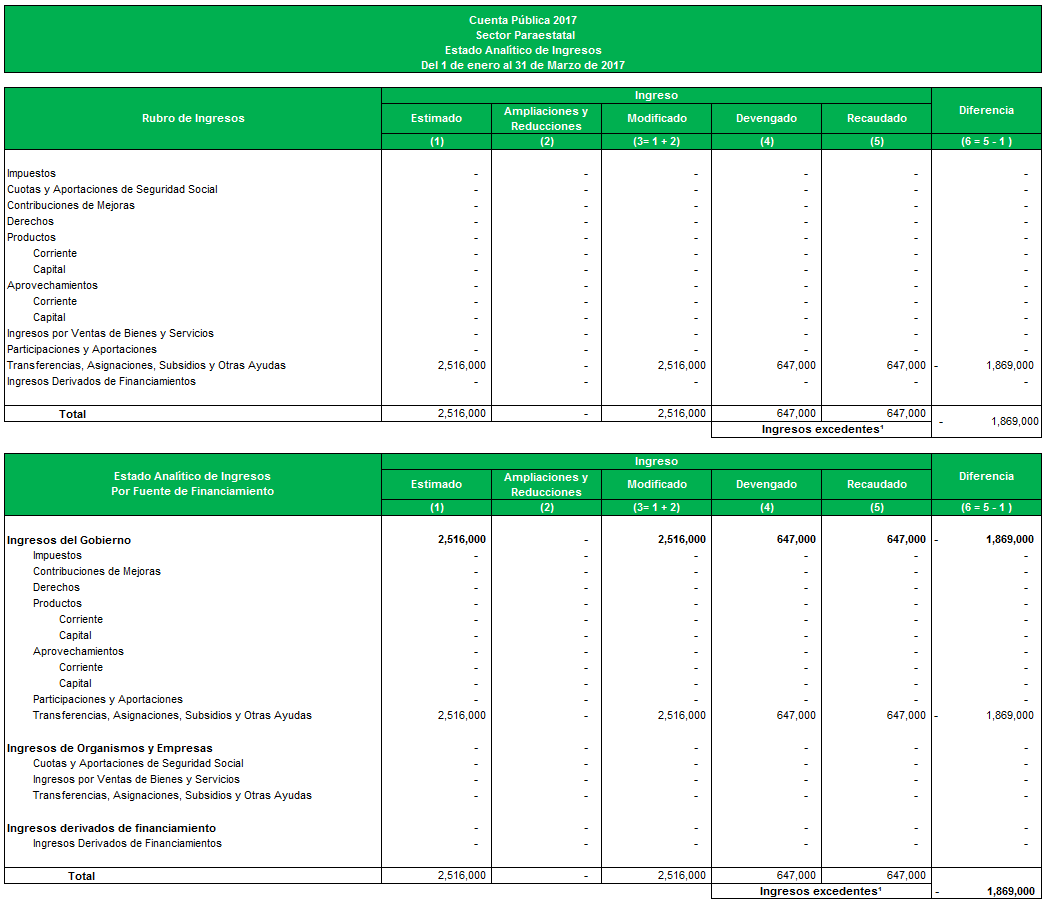 Cuenta Pública 2017
Sector Paraestatal
Estado Analítico de Ingresos
Del 1 de enero al 31 de Marzo de 2017
Rubro de Ingresos
Ingreso
Diferencia
Estimado
Ampliaciones y
Reducciones
Modificado
Devengado
Recaudado
(1) (2) (3= 1 + 2) (4) (5) (6 = 5 - 1 )
Impuestos - - - - - -
Cuotas y Aportaciones de Seguridad Social - - - - - -
Contribuciones de Mejoras - - - - - -
Derechos - - - - - -
Productos - - - - - -
Corriente - - - - - -
Capital - - - - - -
Aprovechamientos - - - - - -
Corriente - - - - - -
Capital - - - - - -
Ingresos por Ventas de Bienes y Servicios - - - - - -
Participaciones y Aportaciones - - - - - -
Transferencias, Asignaciones, Subsidios y Otras Ayudas 2,516,000 - 2,516,000 647,000 647,000 - 1,869,000
Ingresos Derivados de Financiamientos - - - - - -
Total 2,516,000 - 2,516,000 647,000 647,000 - 1,869,000
Ingresos excedentes¹
Estado Analítico de Ingresos
Por Fuente de Financiamiento
Ingreso
Diferencia
Estimado
Ampliaciones y
Reducciones
Modificado
Devengado
Recaudado
(1) (2) (3= 1 + 2) (4) (5) (6 = 5 - 1 )
Ingresos del Gobierno 2,516,000 - 2,516,000 647,000 647,000 - 1,869,000
Impuestos - - - - - -
Contribuciones de Mejoras - - - - - -
Derechos - - - - - -
Productos - - - - - -
Corriente - - - - - -
Capital - - - - - -
Aprovechamientos - - - - - -
Corriente - - - - - -
Capital - - - - - -
Participaciones y Aportaciones - - - - - -
Transferencias, Asignaciones, Subsidios y Otras Ayudas 2,516,000 - 2,516,000 647,000 647,000 - 1,869,000
Ingresos de Organismos y Empresas - - - - - -
Cuotas y Aportaciones de Seguridad Social - - - - - -
Ingresos por Ventas de Bienes y Servicios - - - - - -
Transferencias, Asignaciones, Subsidios y Otras Ayudas - - - - - -
Ingresos derivados de financiamiento - - - - - -
Ingresos Derivados de Financiamientos - - - - - -
Total 2,516,000 - 2,516,000 647,000 647,000
Ingresos excedentes¹ - 1,869,000